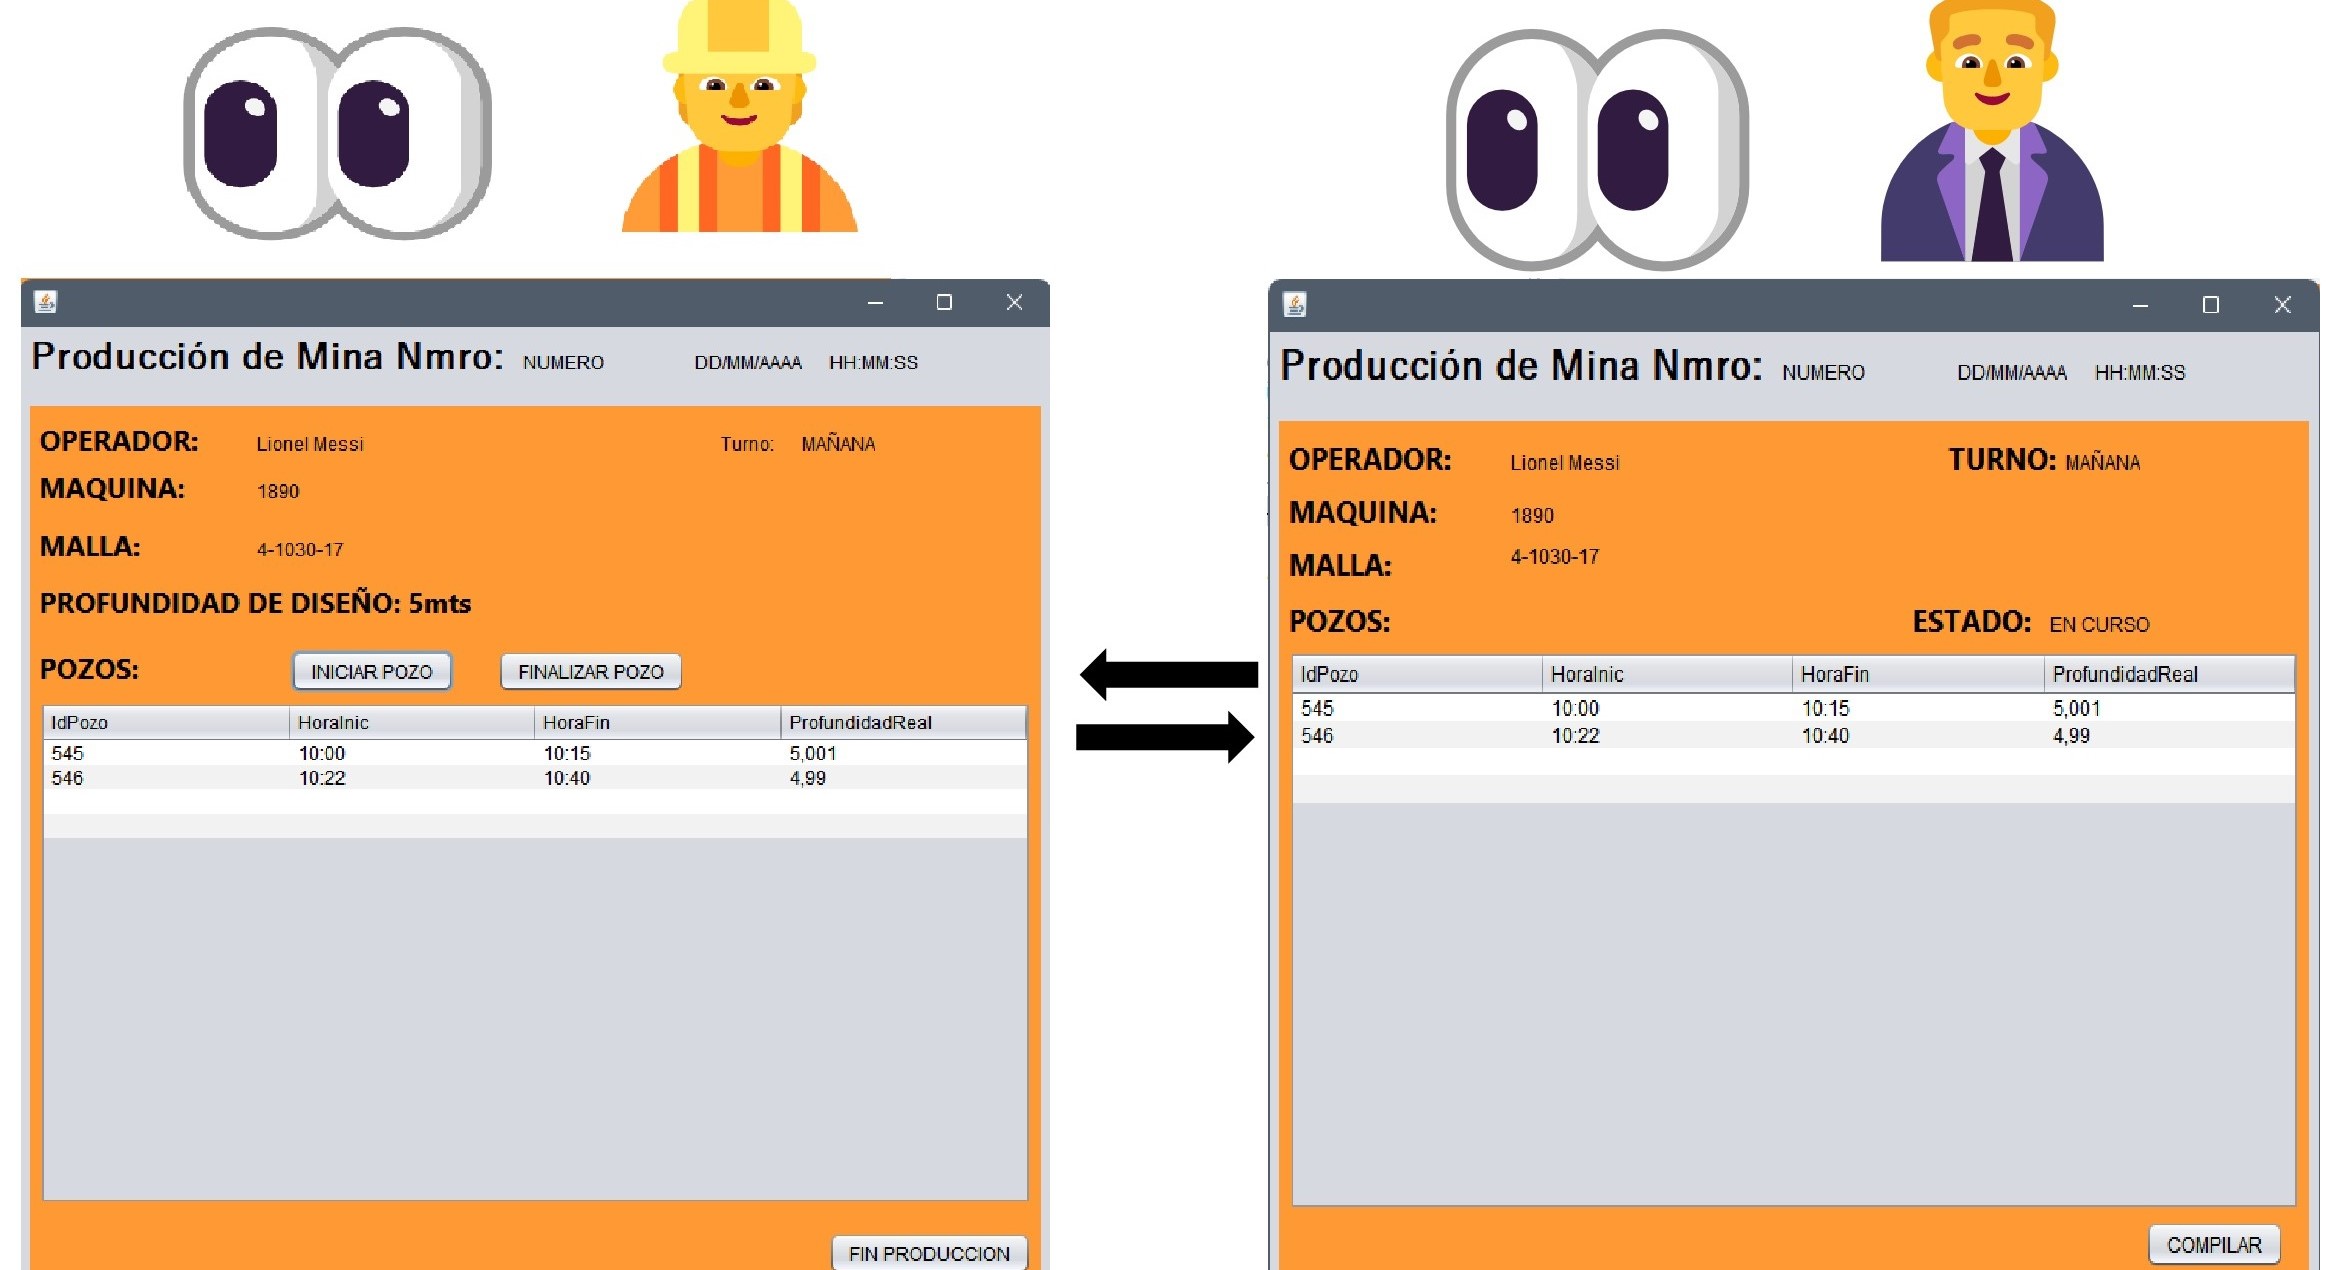 Producción de Mina Nmro: NUMERO DD/MM/AAAA HH:MM:SS
OPERADOR: Lionel Messi Turno: MAÑANA
MAQUINA: 1890
MALLA: 4-1030-17
PROFUNDIDAD DE DISEÑO: 5mts
POZOS: INICIAR POZO FINALIZAR POZO
IdPozo HoraInic HoraFin ProfundidadReal
545 10:00 10:15 5,001
546 10:22 10:40 4,99
FIN PRODUCCION
Producción de Mina Nmro: NUMERO DD/MM/AAAA HH:MM:SS
OPERADOR: Lionel Messi TURNO: MAÑANA
MAQUINA: 1890
MALLA: 4-1030-17
POZOS: ESTADO: EN CURSO
IdPozo HoraInic HoraFin ProfundidadReal
545 10:00 10:15 5,001
546 10:22 10:40 4,99
COMPILAR